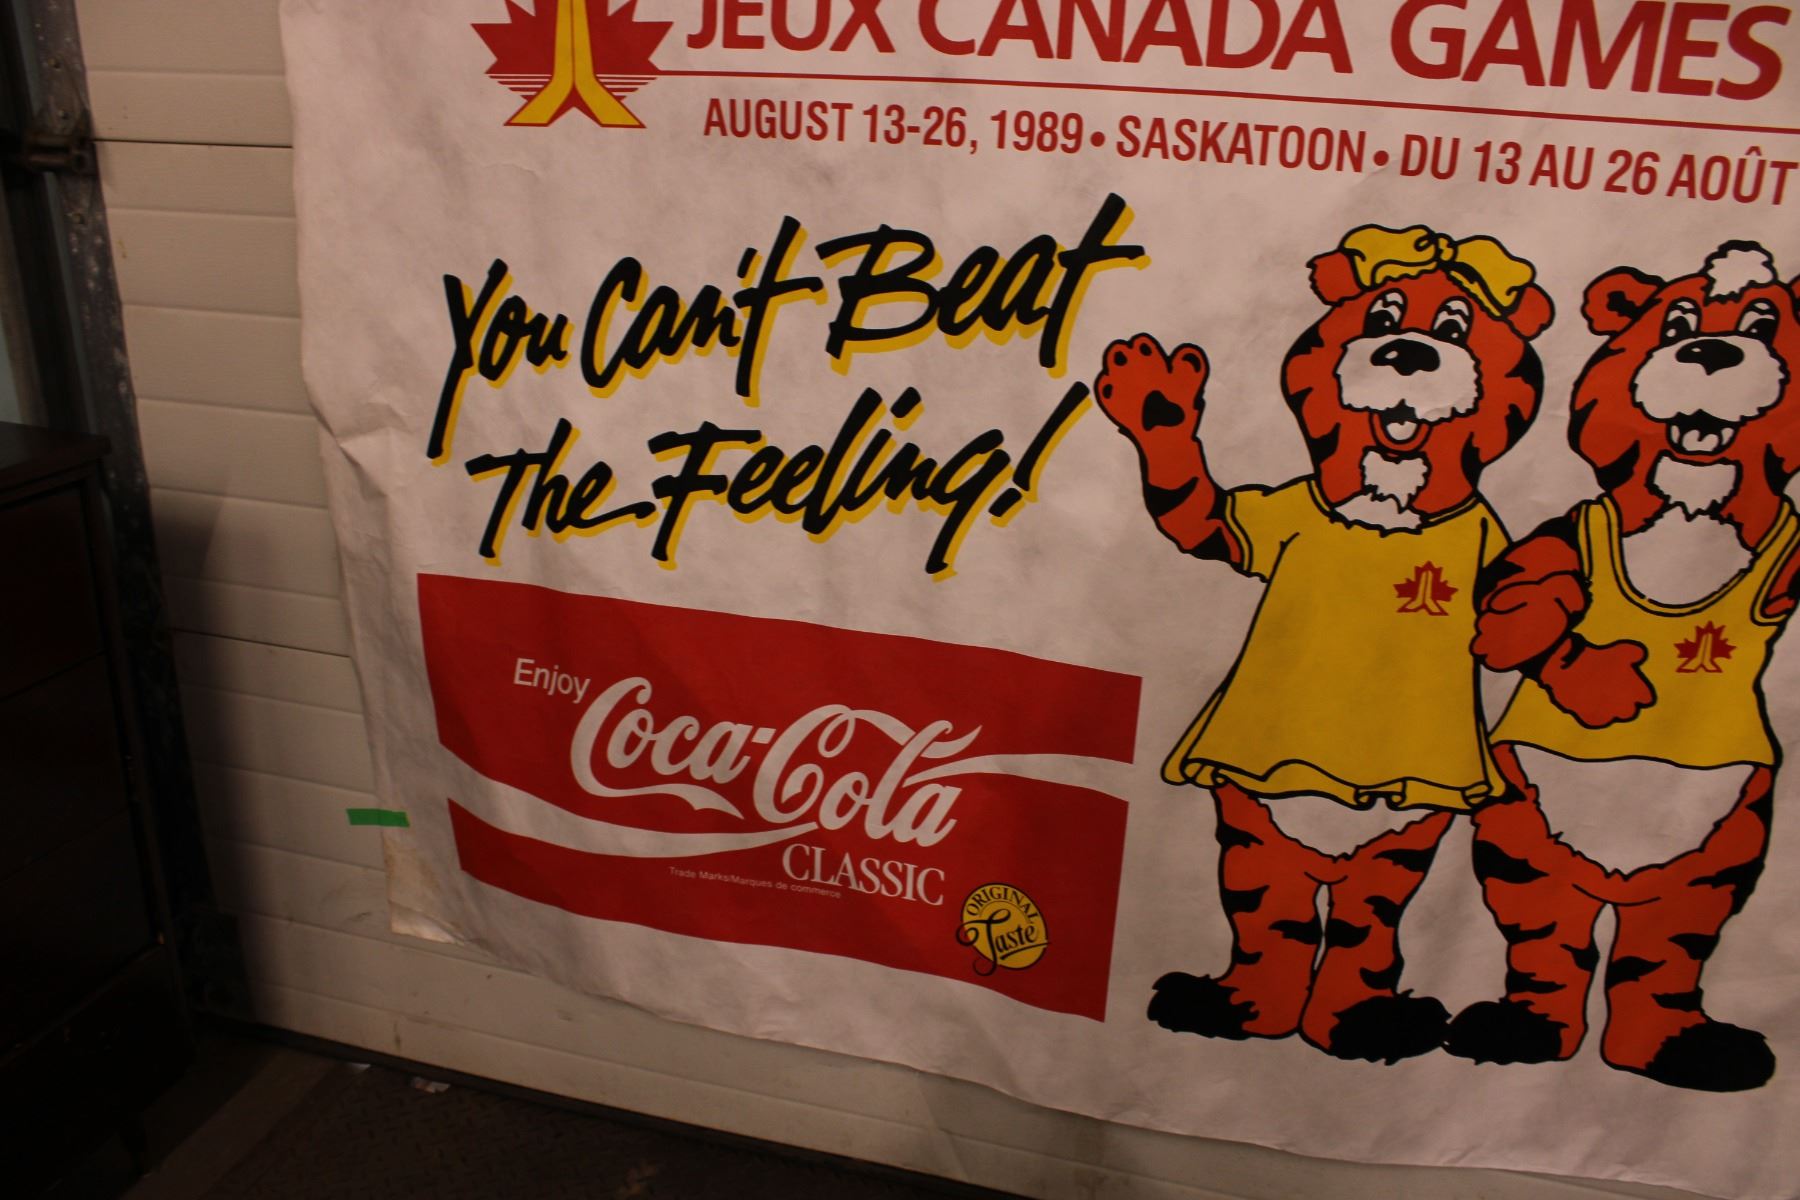 JEUX CANADA GAMES
AUGUST 13-26, 1989 • SASKATOON • DU 13 AU 26 AOÛT
You Can't Beat
The Feeling!
Enjoy
Coca-Cola
CLASSIC
Trade Marks/Marques de commerce
ORIGINAL
Taste